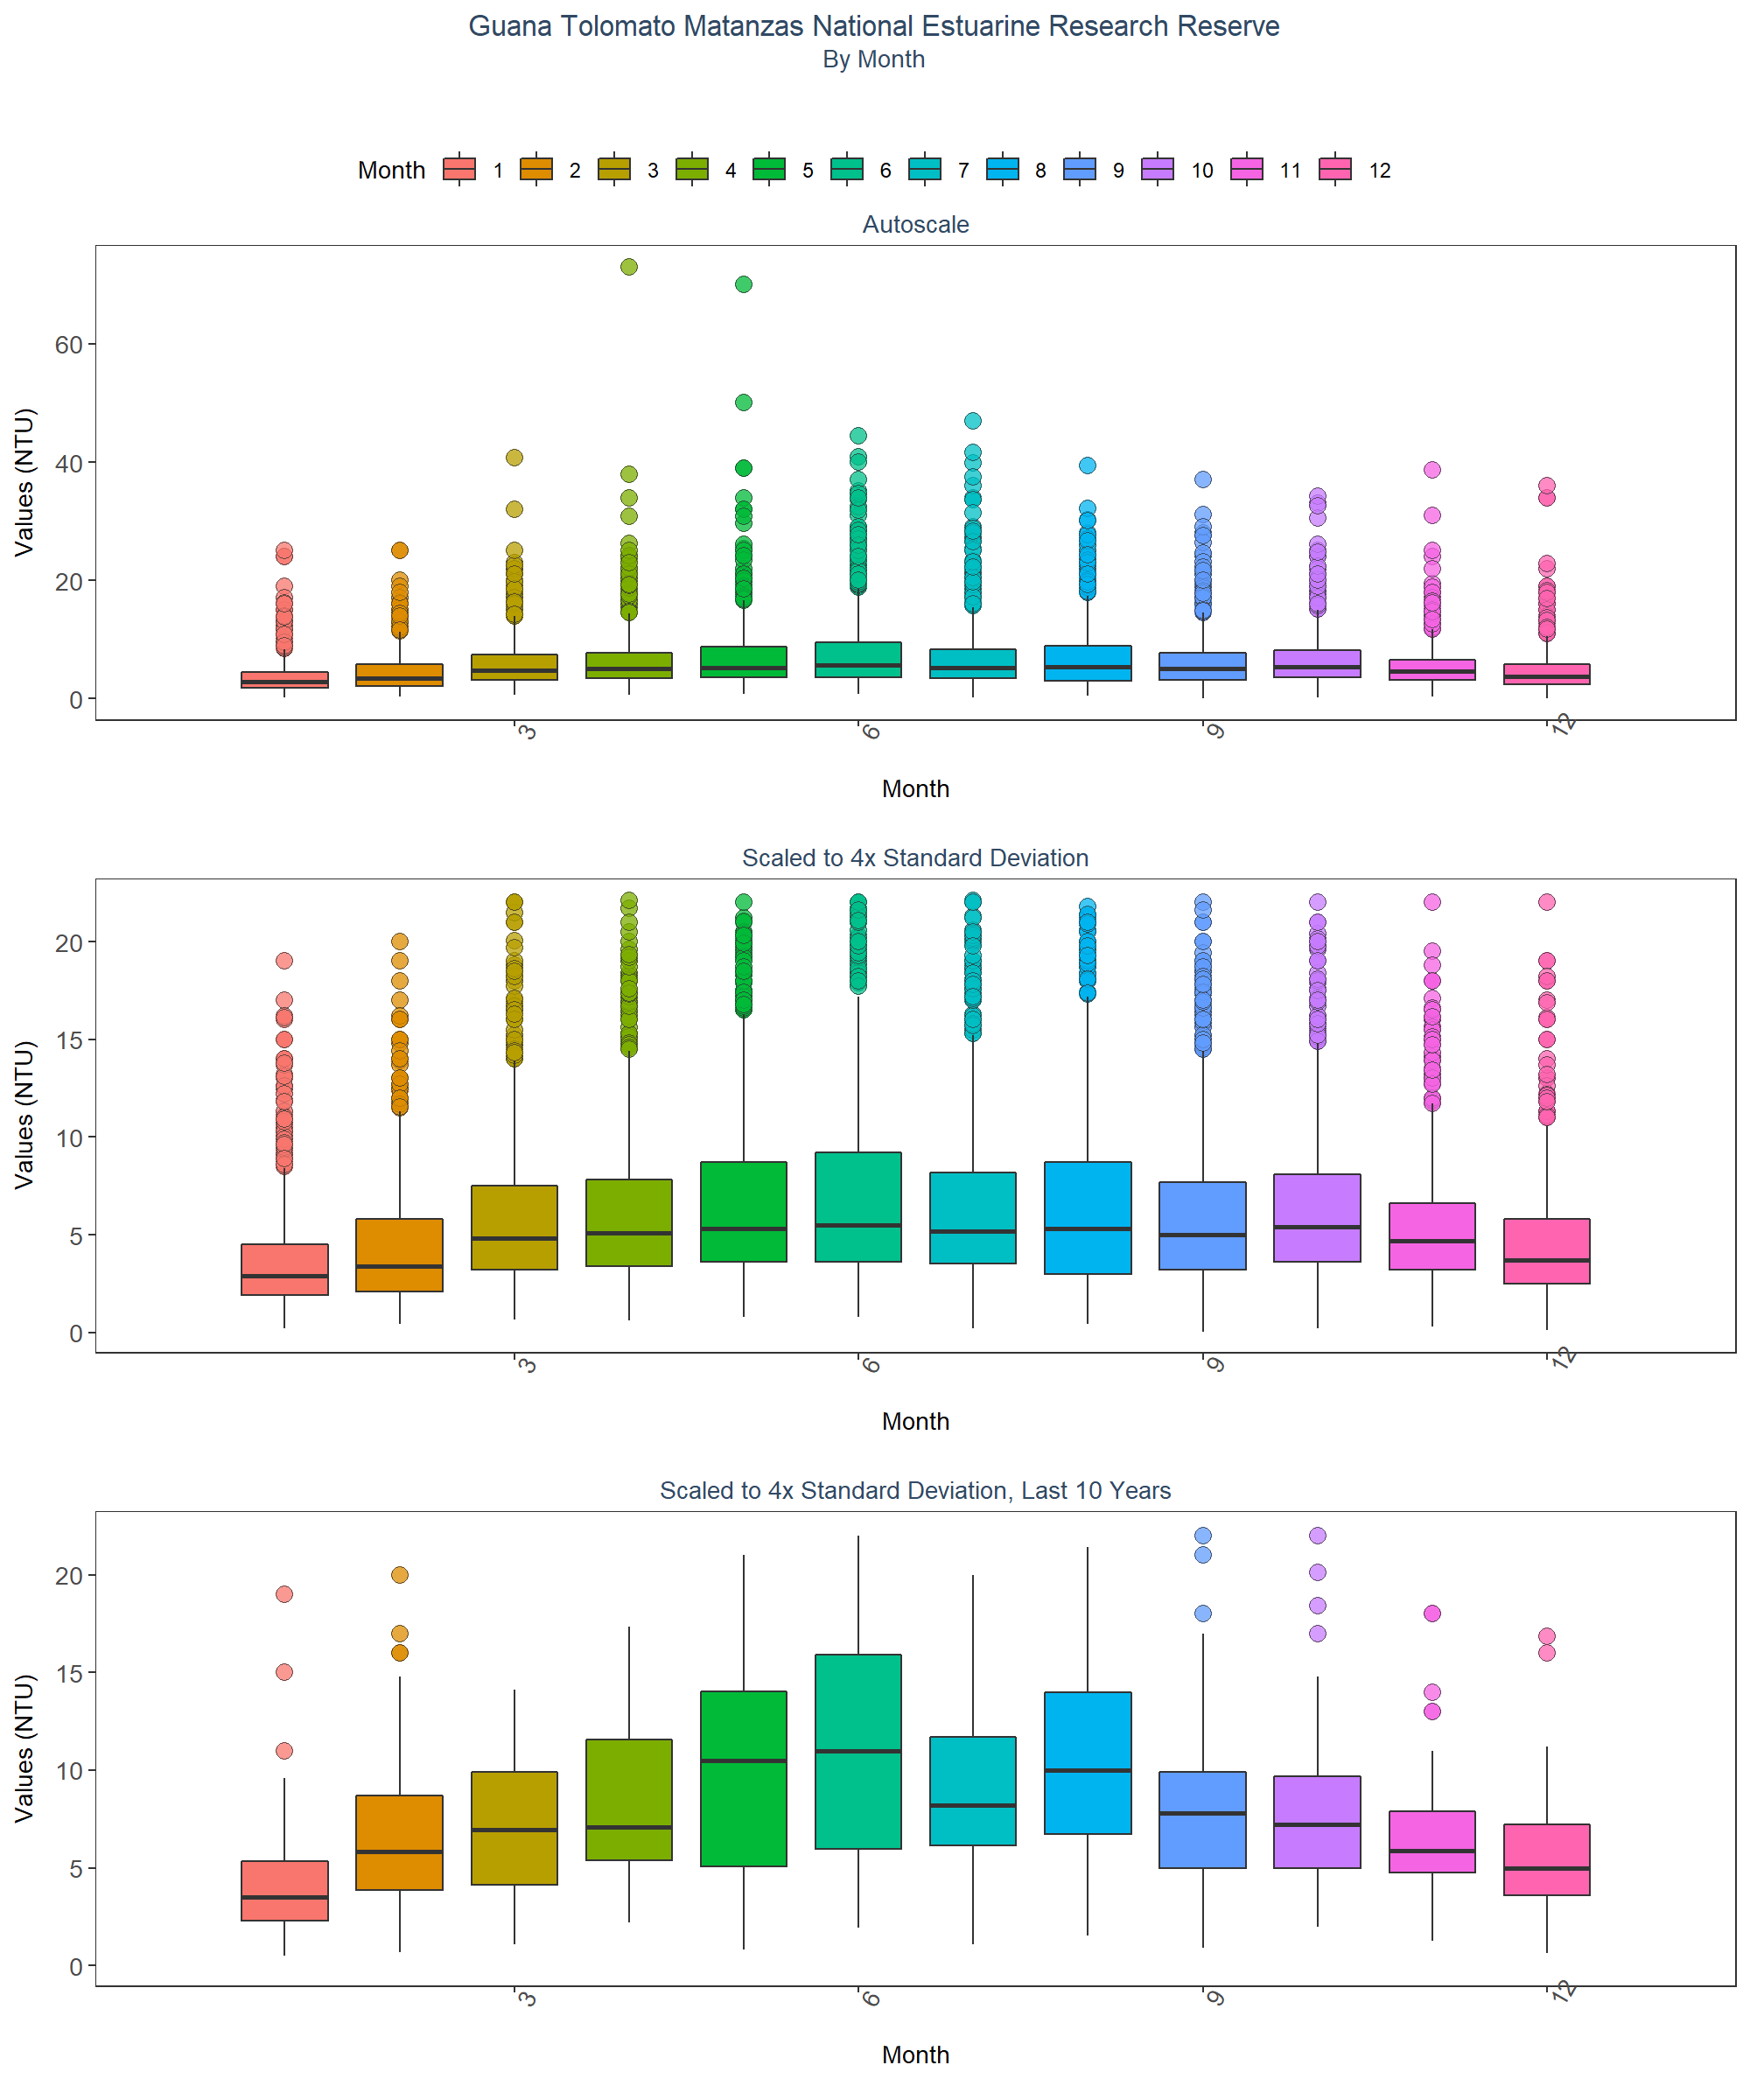 Guana Tolomato Matanzas National Estuarine Research Reserve
By Month
Month 1 2 3 4 5 6 7 8 9 10 11 12
Autoscale
Values (NTU)
60
40
20
0
3 6 9 12
Month
Scaled to 4x Standard Deviation
Values (NTU)
20
15
10
5
0
3 6 9 12
Month
Scaled to 4x Standard Deviation, Last 10 Years
Values (NTU)
20
15
10
5
0
3 6 9 12
Month